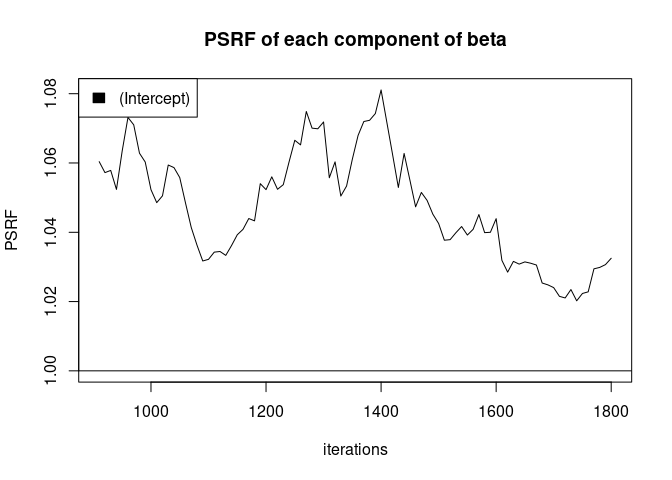 PSRF of each component of beta
(Intercept)
PSRF
1.08
1.06
1.04
1.02
1.00
1000 1200 1400 1600 1800
iterations